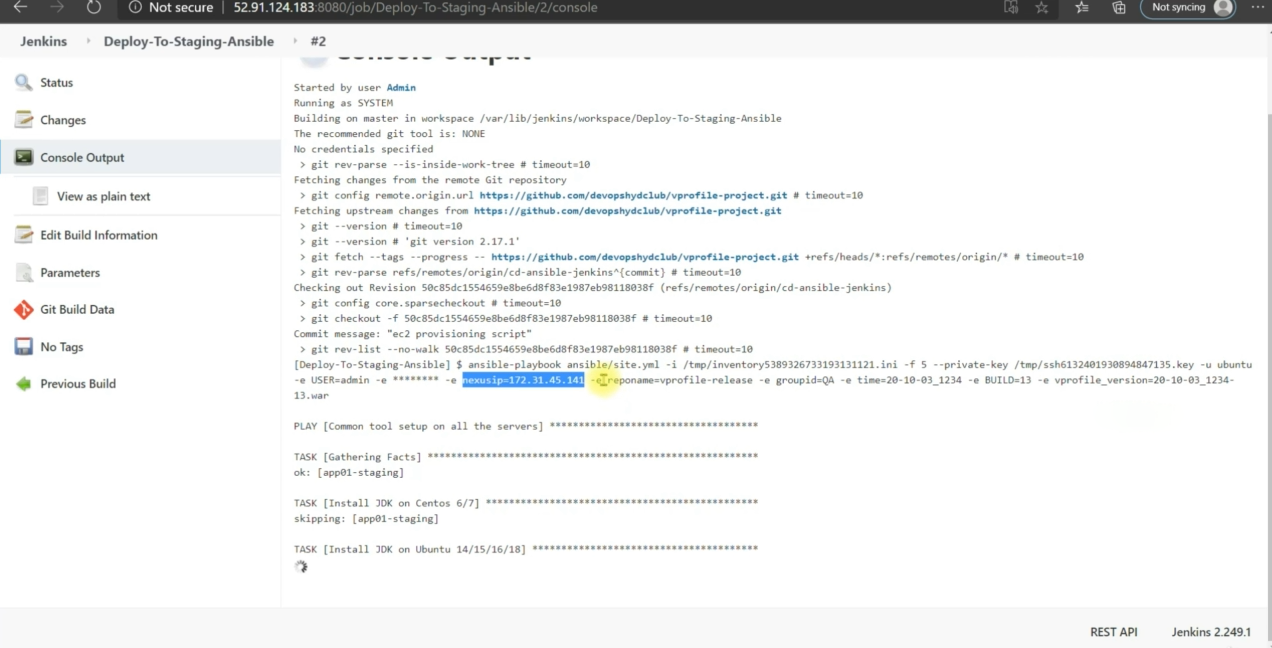 Not secure | 52.91.124.183:8080/job/Deploy-To-Staging-Ansible/2/console
Not syncing
Jenkins Deploy-To-Staging-Ansible #2
Console Output
Status
Changes
Console Output
View as plain text
Edit Build Information
Parameters
Git Build Data
No Tags
Previous Build
Started by user Admin
Running as SYSTEM
Building on master in workspace /var/lib/jenkins/workspace/Deploy-To-Staging-Ansible
The recommended git tool is: NONE
No credentials specified
> git rev-parse --is-inside-work-tree # timeout=10
Fetching changes from the remote Git repository
> git config remote.origin.url https://github.com/devopshydclub/vprofile-project.git # timeout=10
Fetching upstream changes from https://github.com/devopshydclub/vprofile-project.git
> git --version # timeout=10
> git --version # 'git version 2.17.1'
> git fetch --tags --progress -- https://github.com/devopshydclub/vprofile-project.git +refs/heads/*:refs/remotes/origin/* # timeout=10
> git rev-parse refs/remotes/origin/cd-ansible-jenkins^{commit} # timeout=10
Checking out Revision 50c85dc1554659e8be6d8f83e1987eb98118038f (refs/remotes/origin/cd-ansible-jenkins)
> git config core.sparsecheckout # timeout=10
> git checkout -f 50c85dc1554659e8be6d8f83e1987eb98118038f # timeout=10
Commit message: "ec2 provisioning script"
> git rev-list --no-walk 50c85dc1554659e8be6d8f83e1987eb98118038f # timeout=10
[Deploy-To-Staging-Ansible] $ ansible-playbook ansible/site.yml -i /tmp/inventory5389326733193131121.ini -f 5 --private-key /tmp/ssh6132401930894847135.key -u ubuntu
-e USER=admin -e ******** -e nexusip=172.31.45.141 -e reponame=vprofile-release -e groupid=QA -e time=20-10-03_1234 -e BUILD=13 -e vprofile_version=20-10-03_1234-
13.war
PLAY [Common tool setup on all the servers] ************************************
TASK [Gathering Facts] *********************************************************
ok: [app01-staging]
TASK [Install JDK on Centos 6/7] ***********************************************
skipping: [app01-staging]
TASK [Install JDK on Ubuntu 14/15/16/18] ***************************************
REST API
Jenkins 2.249.1